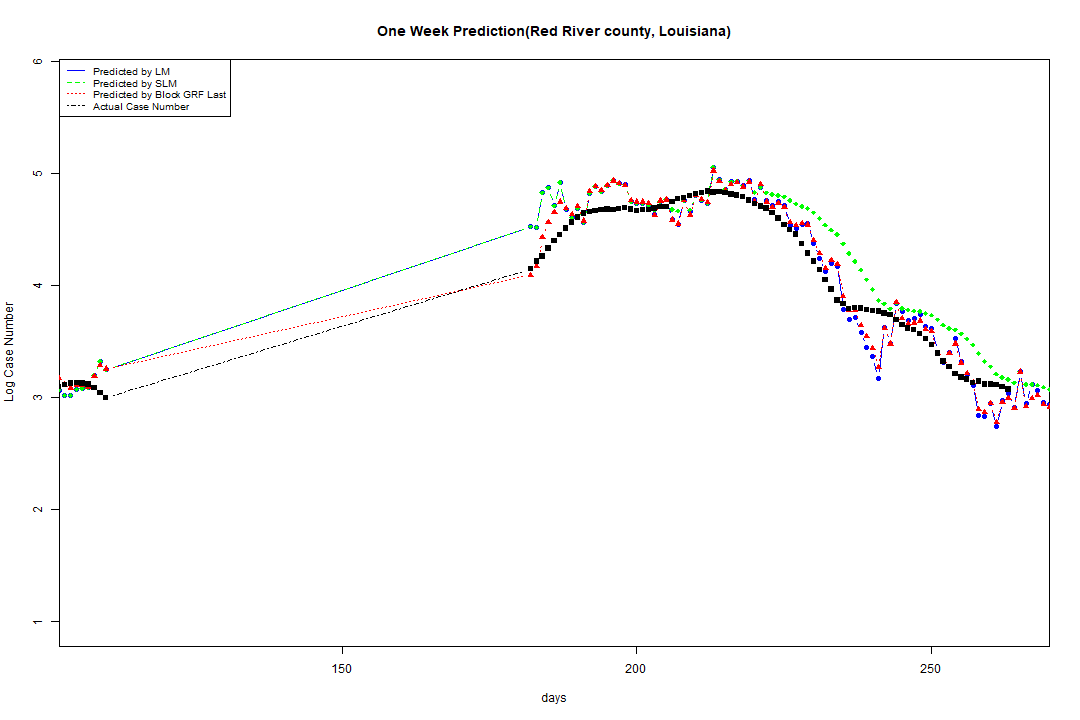 One Week Prediction(Red River county, Louisiana)
Predicted by LM
Predicted by SLM
Predicted by Block GRF Last
Actual Case Number
6
5
4
3
2
1
Log Case Number
150
200
250
days